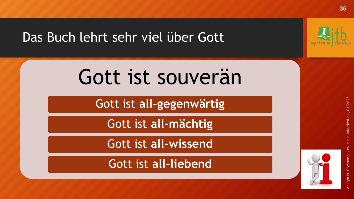 36
Das Buch lehrt sehr viel über Gott
jtb
Gott ist souverän
Gott ist all-gegenwärtig
Gott ist all-mächtig
Gott ist all-wissend
Gott ist all-liebend